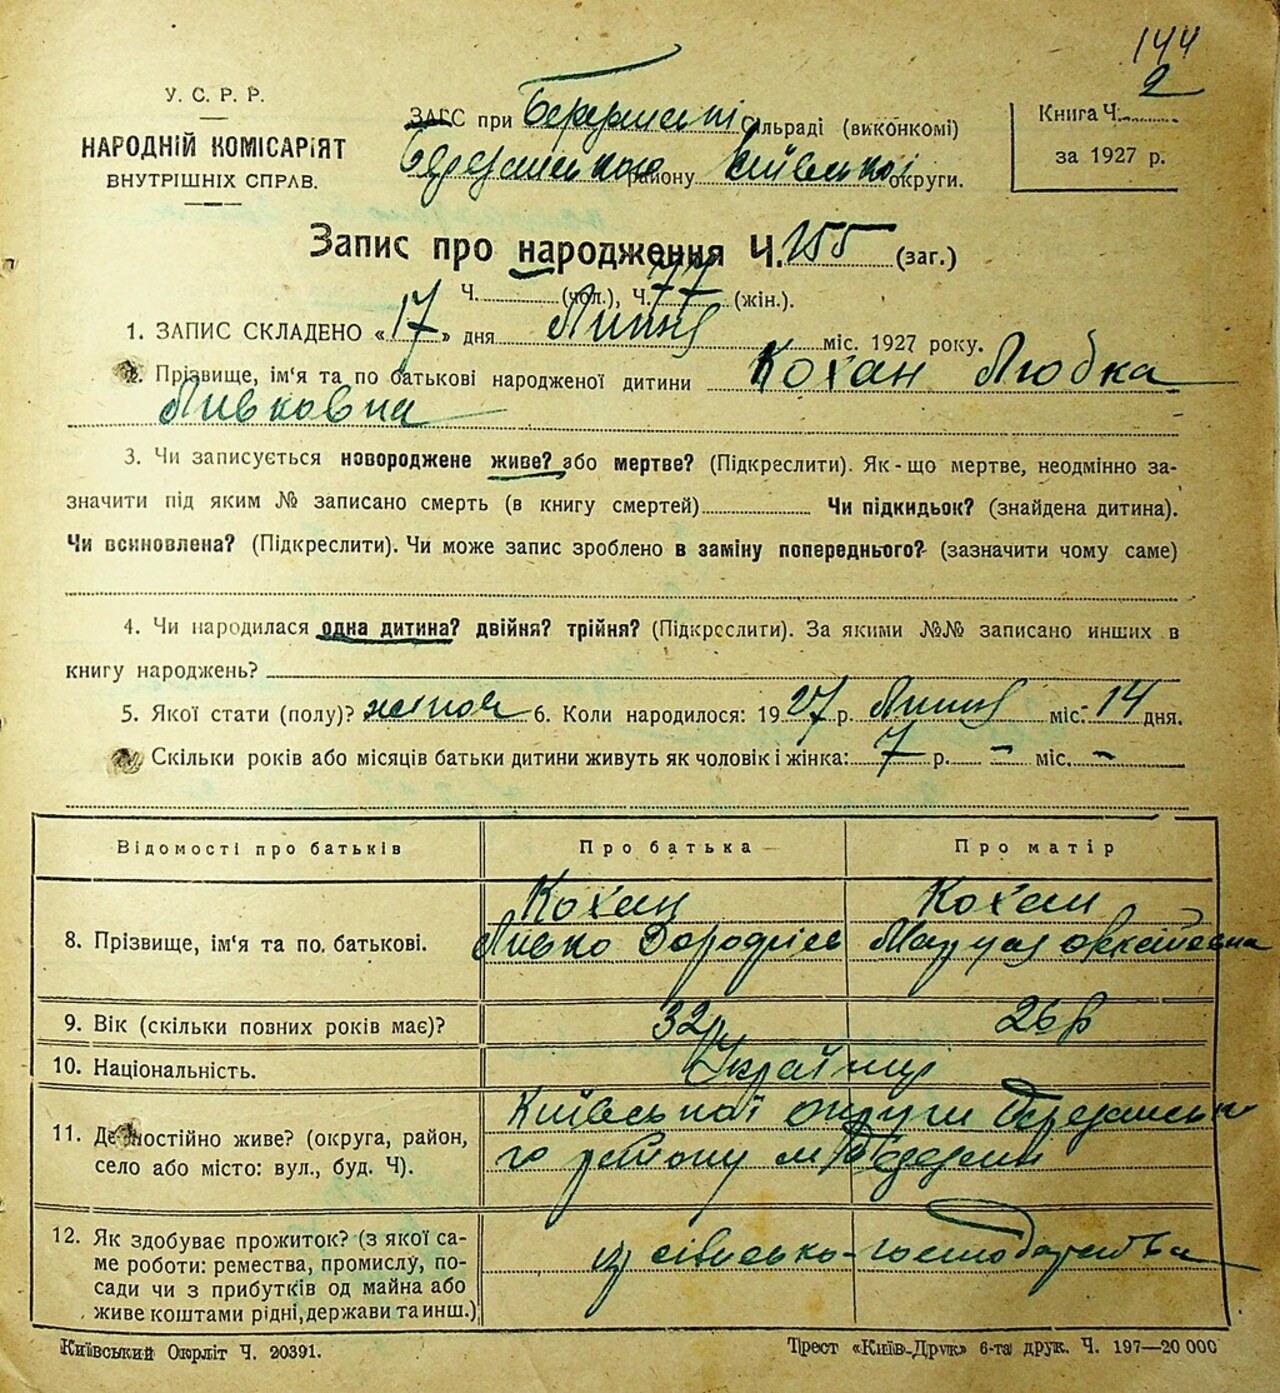 144
2
У. С. Р. Р.
НАРОДНІЙ КОМІСАРІЯТ
ВНУТРІШНІХ СПРАВ.
ЗАГС при сільраді (виконкомі)
району Київської округи.
Книга Ч.
за 1927 р.
Запис про народження Ч. 155 (заг.)
Ч. (чол.), Ч. 77 (жін.).
1. ЗАПИС СКЛАДЕНО «17» дня Липня міс. 1927 року.
2. Прізвище, ім'я та по батькові народженої дитини Кохан Любка
Ливковна
3. Чи записується новороджене живе? або мертве? (Підкреслити). Як-що мертве, неодмінно за-
значити під яким № записано смерть (в книгу смертей) Чи підкидьок? (знайдена дитина).
Чи всиновлена? (Підкреслити). Чи може запис зроблено в заміну попереднього? (зазначити чому саме)
4. Чи народилася одна дитина? двійня? трійня? (Підкреслити). За якими №№ записано инших в
книгу народжень?
5. Якої стати (полу)? 6. Коли народилося: 1927 р. Липня міс. 14 дня.
Скільки років або місяців батьки дитини живуть як чоловік і жінка: 7 р. – міс. –
Відомості про батьків Про батька Про матір
Кохан Кохан
8. Прізвище, ім'я та по. батькові. Ливко
9. Вік (скільки повних років має)? 32р 26 р
10. Національність. Українці
Київської округи Березансько
11. Де постійно живе? (округа, район,
го району м. Березань
село або місто: вул., буд. Ч).
12. Як здобуває прожиток? (з якої са-
ме роботи: ремества, промислу, по-
сади чи з прибутків од майна або
живе коштами рідні, держави та инш.)
Київський Окрліт Ч. 20391.
Трест «Київ-Друк» 6-та друк. Ч. 197—20 000